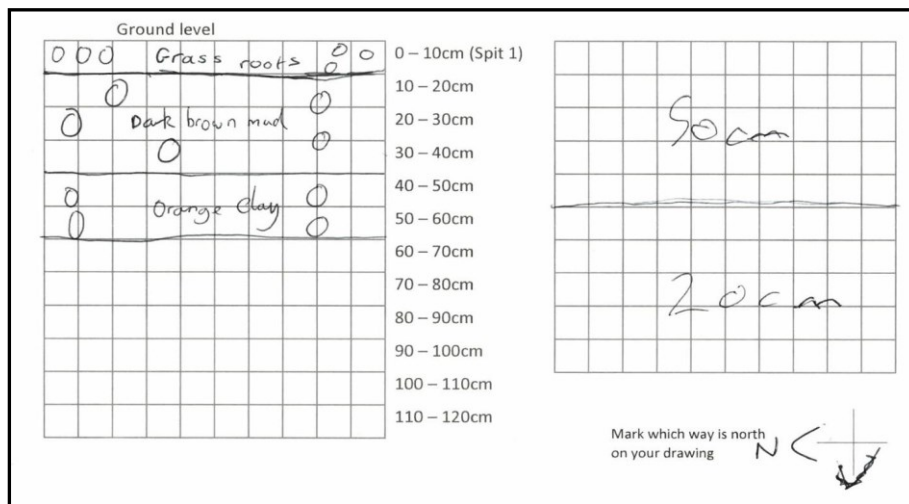 Ground level
Grass roots
0 – 10cm (Spit 1)
10 – 20cm
Dark brown mud
20 – 30cm
30 – 40cm
40 – 50cm
Orange Clay
50 – 60cm
60 – 70cm
70 – 80cm
80 – 90cm
90 – 100cm
100 – 110cm
110 – 120cm
50cm
20cm
Mark which way is north
on your drawing
N